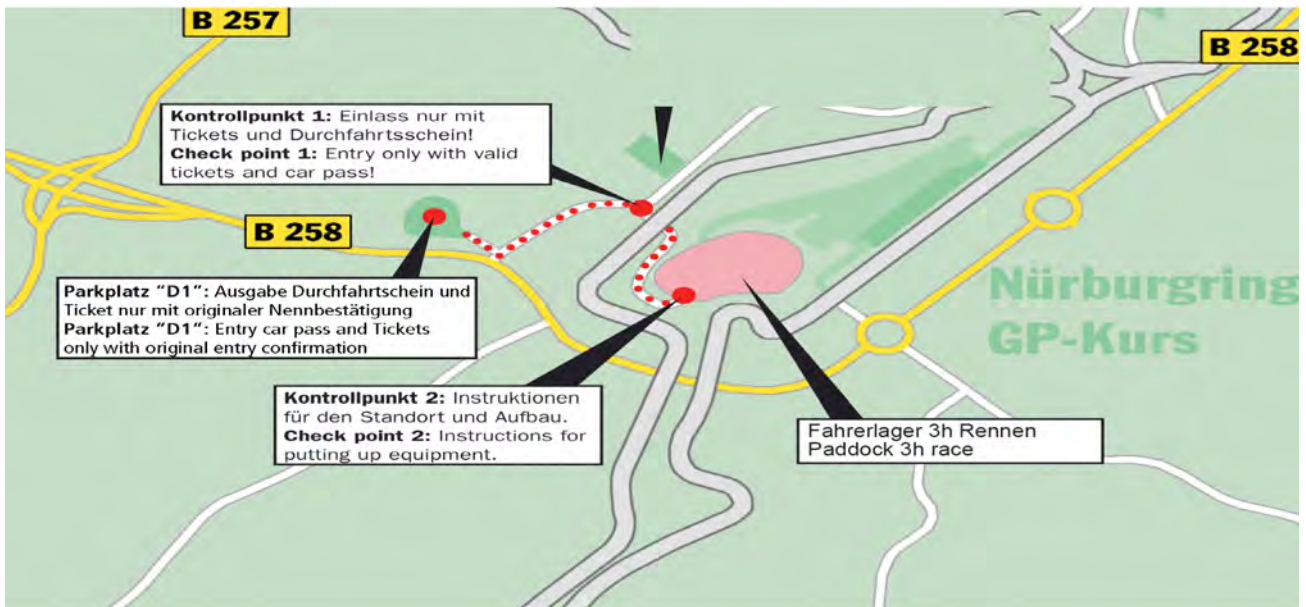 B 257
B 258
Kontrollpunkt 1: Einlass nur mit
Tickets und Durchfahrtsschein!
Check point 1: Entry only with valid
tickets and car pass!
B 258
Parkplatz "D1": Ausgabe Durchfahrtschein und
Ticket nur mit originaler Nennbestätigung
Parkplatz "D1": Entry car pass and Tickets
only with original entry confirmation
Nürburgring
GP-Kurs
Kontrollpunkt 2: Instruktionen
für den Standort und Aufbau.
Check point 2: Instructions for
putting up equipment.
Fahrerlager 3h Rennen
Paddock 3h race